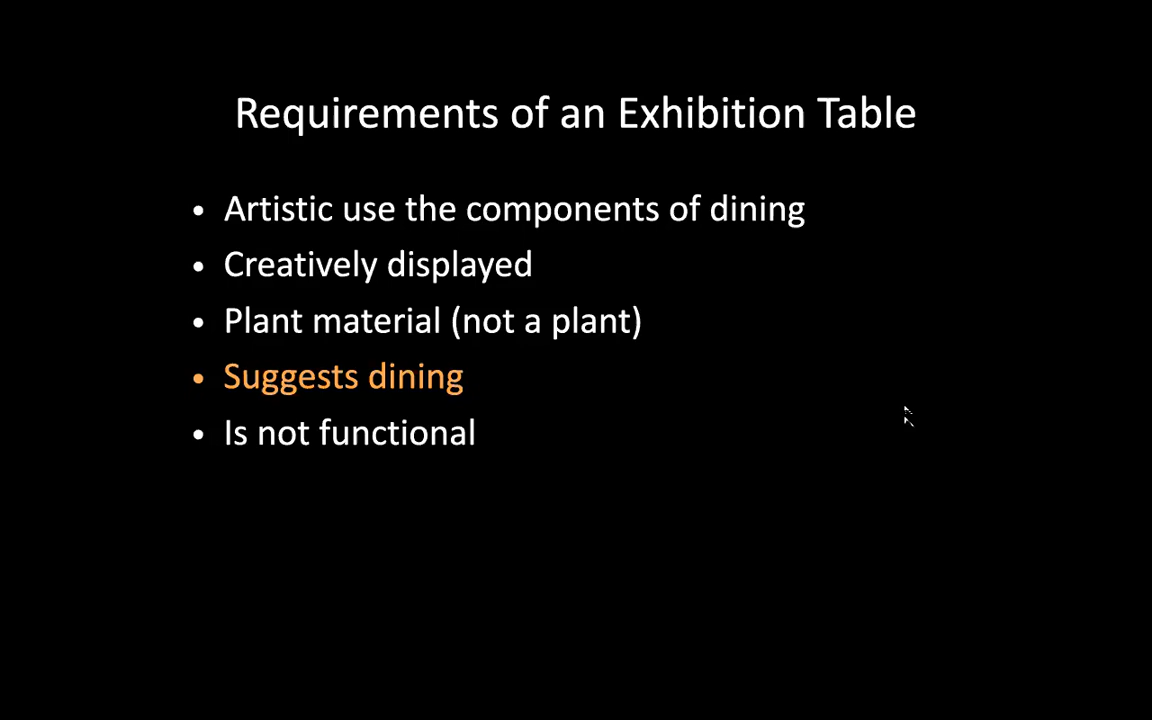 Requirements of an Exhibition Table
• Artistic use the components of dining
• Creatively displayed
• Plant material (not a plant)
• Suggests dining
• Is not functional